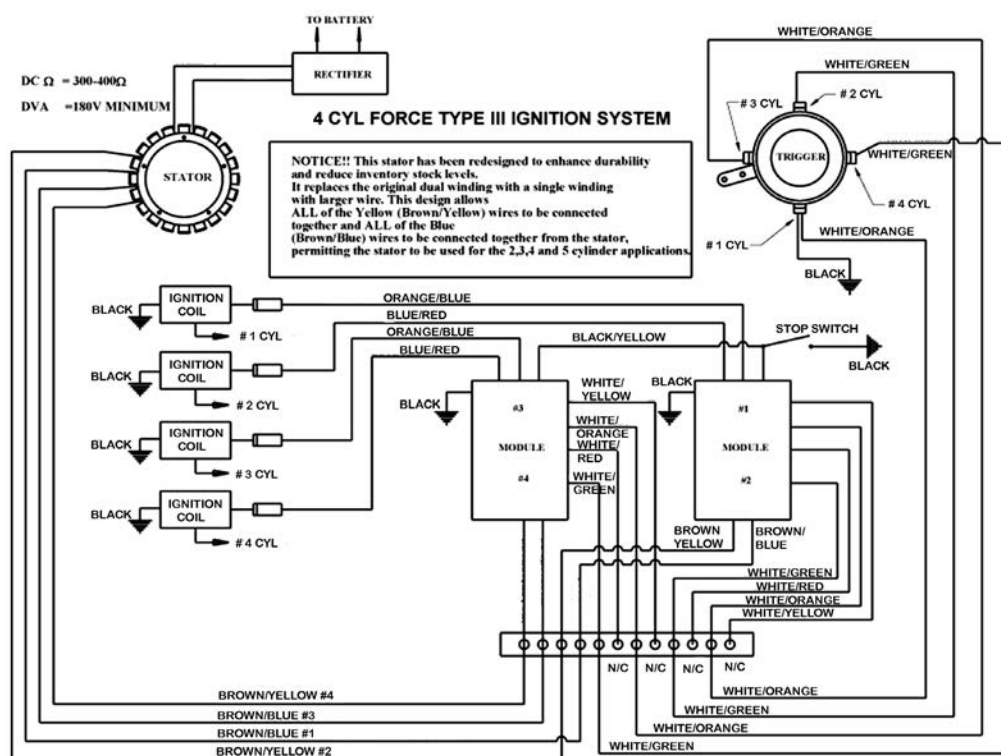 TO BATTERY
RECTIFIER
DC Ω = 300-400Ω
DVA =180V MINIMUM
STATOR
4 CYL FORCE TYPE III IGNITION SYSTEM
NOTICE!! This stator has been redesigned to enhance durability
and reduce inventory stock levels.
It replaces the original dual winding with a single winding
with larger wire. This design allows
ALL of the Yellow (Brown/Yellow) wires to be connected
together and ALL of the Blue
(Brown/Blue) wires to be connected together from the stator,
permitting the stator to be used for the 2,3,4 and 5 cylinder applications.
WHITE/ORANGE
WHITE/GREEN
# 2 CYL
# 3 CYL
TRIGGER
WHITE/GREEN
# 4 CYL
# 1 CYL
WHITE/ORANGE
BLACK
BLACK
IGNITION
COIL
# 1 CYL
ORANGE/BLUE
BLUE/RED
ORANGE/BLUE
BLUE/RED
BLACK/YELLOW
STOP SWITCH
BLACK
BLACK
IGNITION
COIL
# 2 CYL
BLACK
IGNITION
COIL
# 3 CYL
BLACK
IGNITION
COIL
# 4 CYL
BLACK
#3
MODULE
#4
WHITE/
YELLOW
WHITE/
ORANGE
WHITE/
RED
WHITE/
GREEN
BLACK
#1
MODULE
#2
BROWN
YELLOW
BROWN/
BLUE
WHITE/GREEN
WHITE/RED
WHITE/ORANGE
WHITE/YELLOW
N/C
N/C
N/C
N/C
BROWN/YELLOW #4
BROWN/BLUE #3
BROWN/BLUE #1
BROWN/YELLOW #2
WHITE/ORANGE
WHITE/GREEN
WHITE/ORANGE
WHITE/GREEN